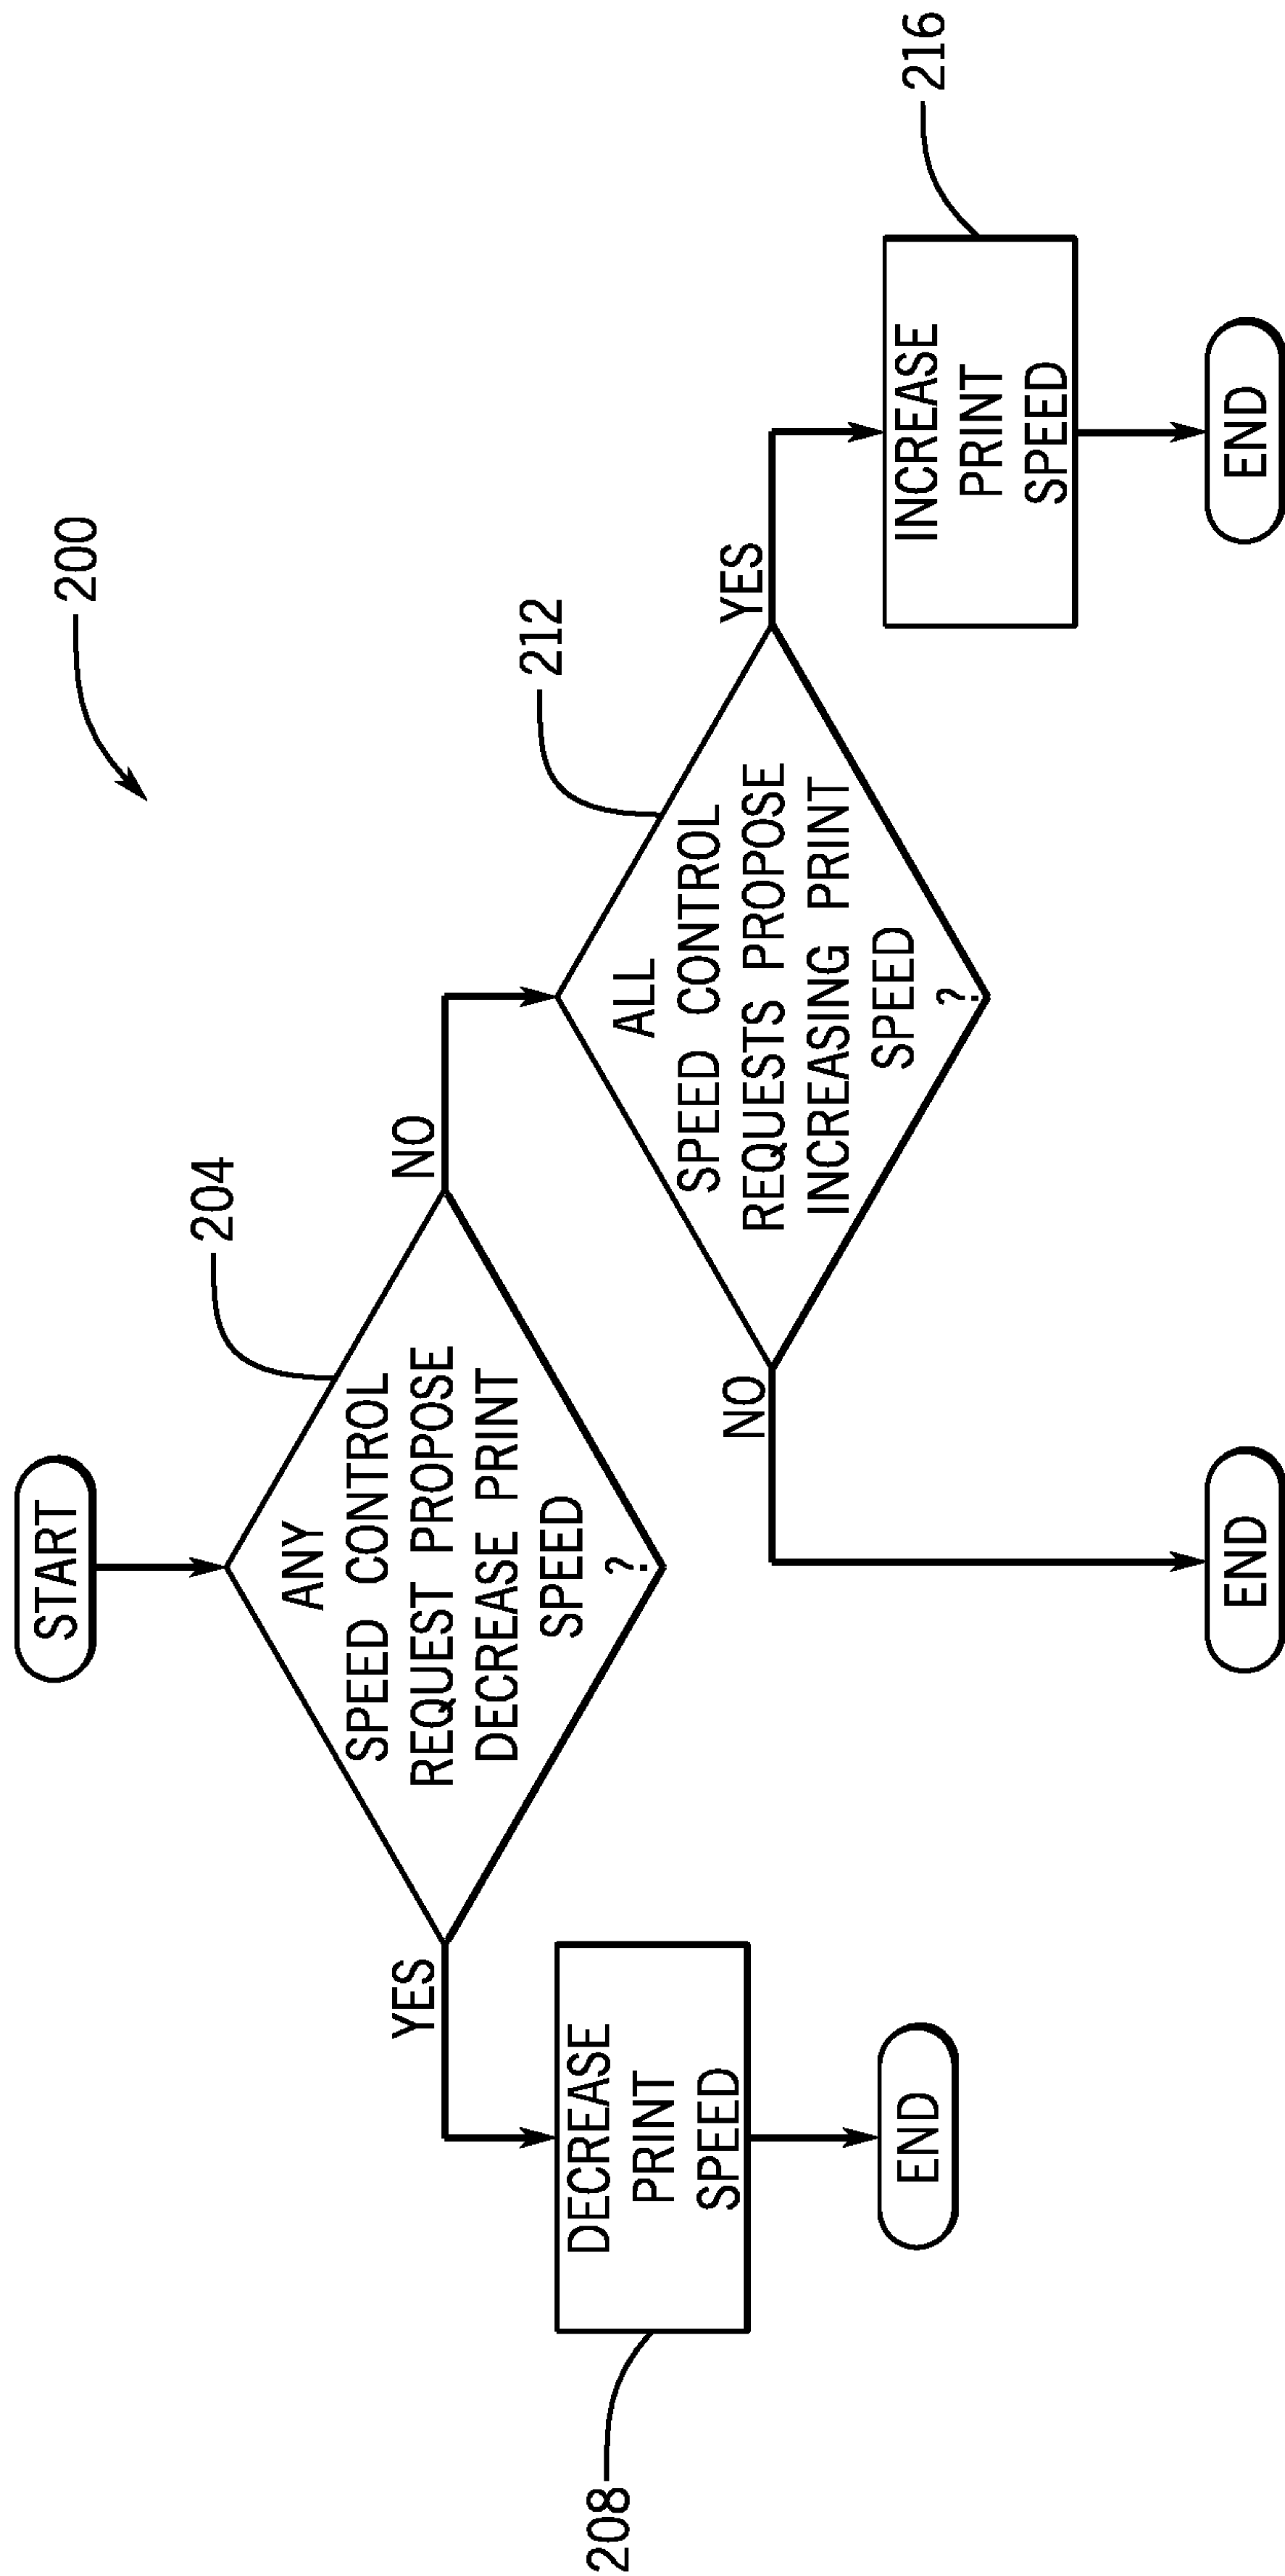 200
START
204
ANY
SPEED CONTROL
REQUEST PROPOSE
DECREASE PRINT
SPEED
?
YES
NO
208
DECREASE
PRINT
SPEED
END
212
ALL
SPEED CONTROL
REQUESTS PROPOSE
INCREASING PRINT
SPEED
?
NO
YES
END
216
INCREASE
PRINT
SPEED
END